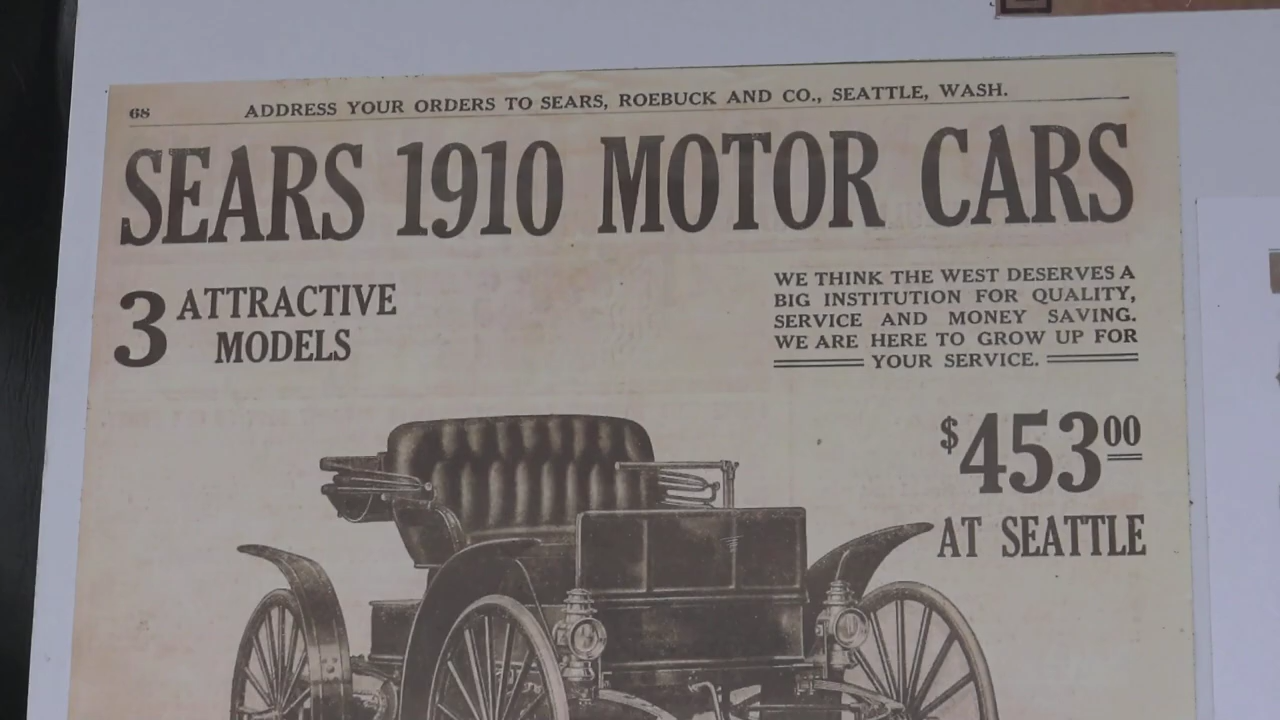 68
ADDRESS YOUR ORDERS TO SEARS, ROEBUCK AND CO., SEATTLE, WASH.
SEARS 1910 MOTOR CARS
3 ATTRACTIVE
MODELS
WE THINK THE WEST DESERVES A
BIG INSTITUTION FOR QUALITY,
SERVICE AND MONEY SAVING.
WE ARE HERE TO GROW UP FOR
YOUR SERVICE.
$453 00
AT SEATTLE